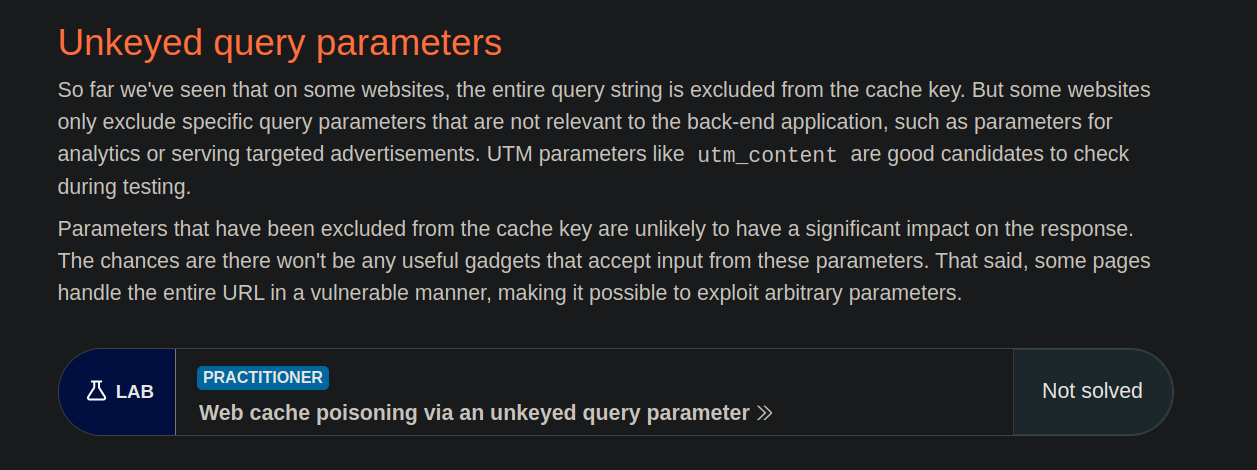 Unkeyed query parameters
So far we've seen that on some websites, the entire query string is excluded from the cache key. But some websites
only exclude specific query parameters that are not relevant to the back-end application, such as parameters for
analytics or serving targeted advertisements. UTM parameters like utm_content are good candidates to check
during testing.
Parameters that have been excluded from the cache key are unlikely to have a significant impact on the response.
The chances are there won't be any useful gadgets that accept input from these parameters. That said, some pages
handle the entire URL in a vulnerable manner, making it possible to exploit arbitrary parameters.
PRACTITIONER
LAB
Web cache poisoning via an unkeyed query parameter
Not solved